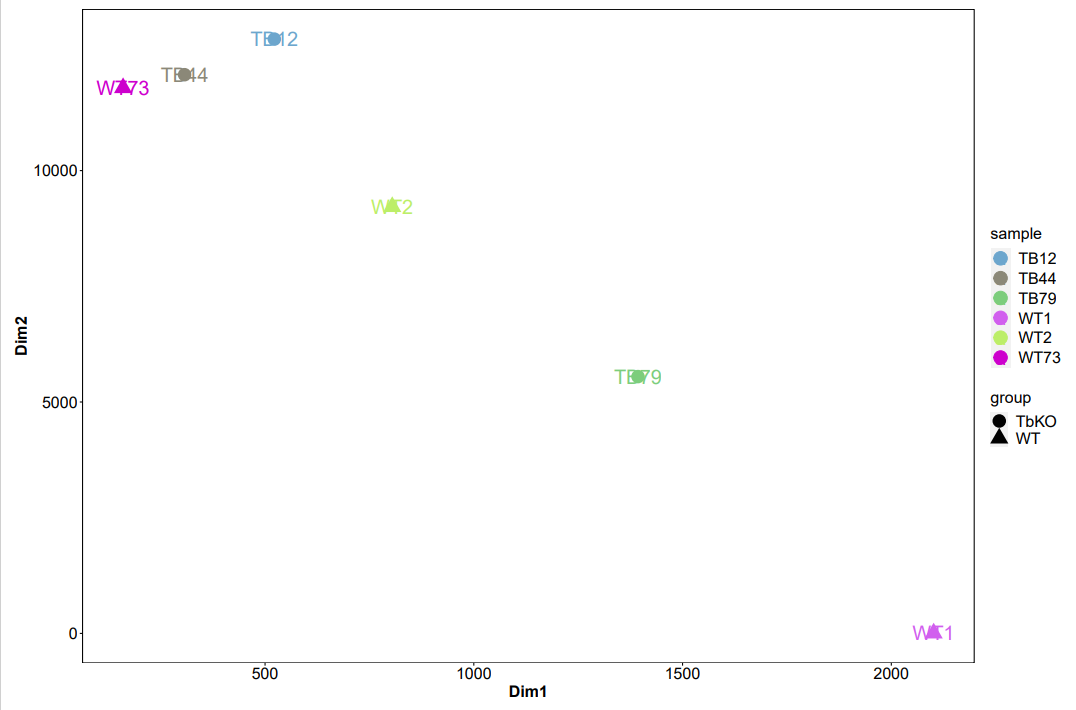 TB12
TB44
WT73
10000
WT2
sample
TB12
TB44
TB79
WT1
WT2
WT73
Dim2
TB79
5000
group
TbKO
WT
0
WT1
500
1000
1500
2000
Dim1